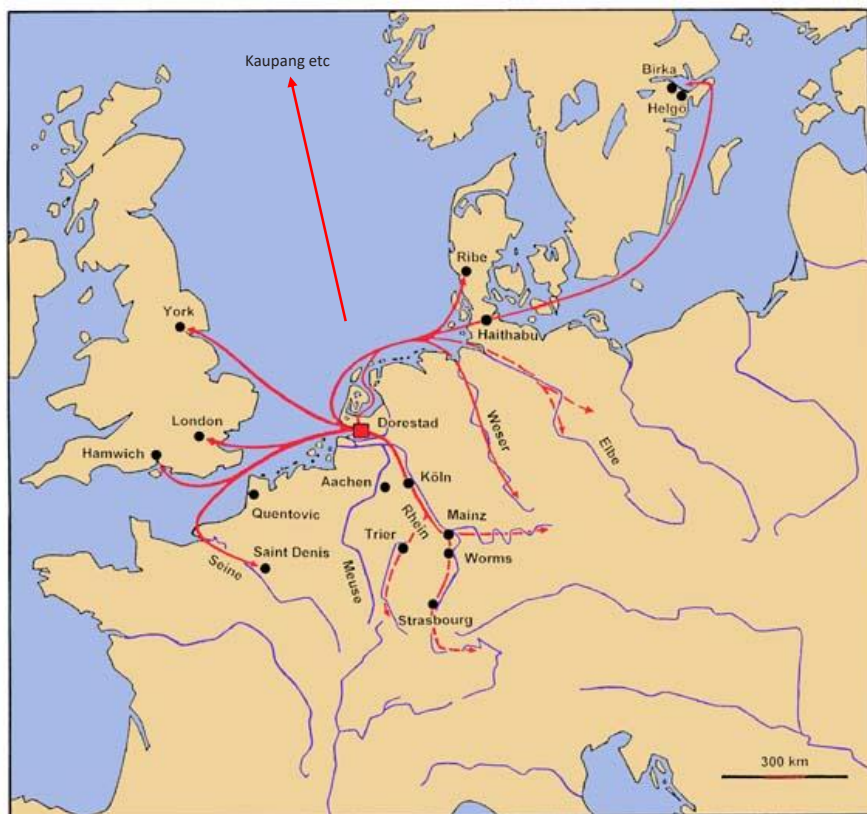 Kaupang etc
Birka
Helgo
Ribe
York
Haithabu
London
Dorestad
Weser
Elbe
Hamwich
Aachen
Köln
Quentovic
Rhein
Mainz
Trier
Saint Denis
Worms
Seine
Meuse
Strasbourg
300 km